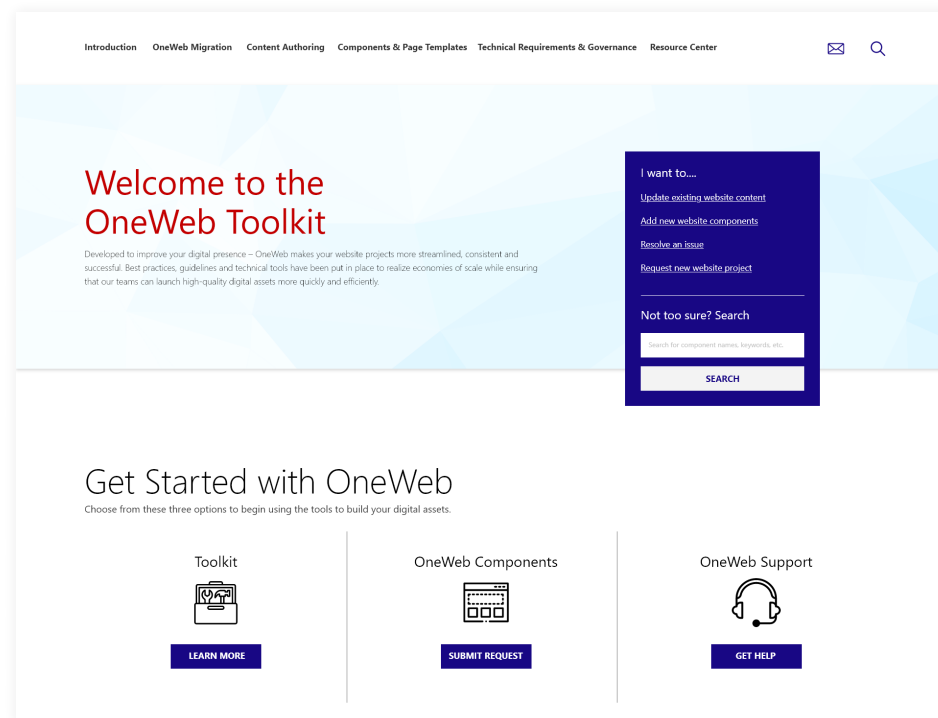 Introduction OneWeb Migration Content Authoring Components & Page Templates Technical Requirements & Governance Resource Center
Welcome to the
OneWeb Toolkit
Developed to improve your digital presence – OneWeb makes your website projects more streamlined, consistent and
successful. Best practices, guidelines and technical tools have been put in place to realize economies of scale while ensuring
that our teams can launch high-quality digital assets more quickly and efficiently.
I want to....
Update existing website content
Add new website components
Resolve an issue
Request new website project
Not too sure? Search
Search for component names, keywords, etc.
SEARCH
Get Started with OneWeb
Choose from these three options to begin using the tools to build your digital assets.
Toolkit
LEARN MORE
OneWeb Components
SUBMIT REQUEST
OneWeb Support
GET HELP